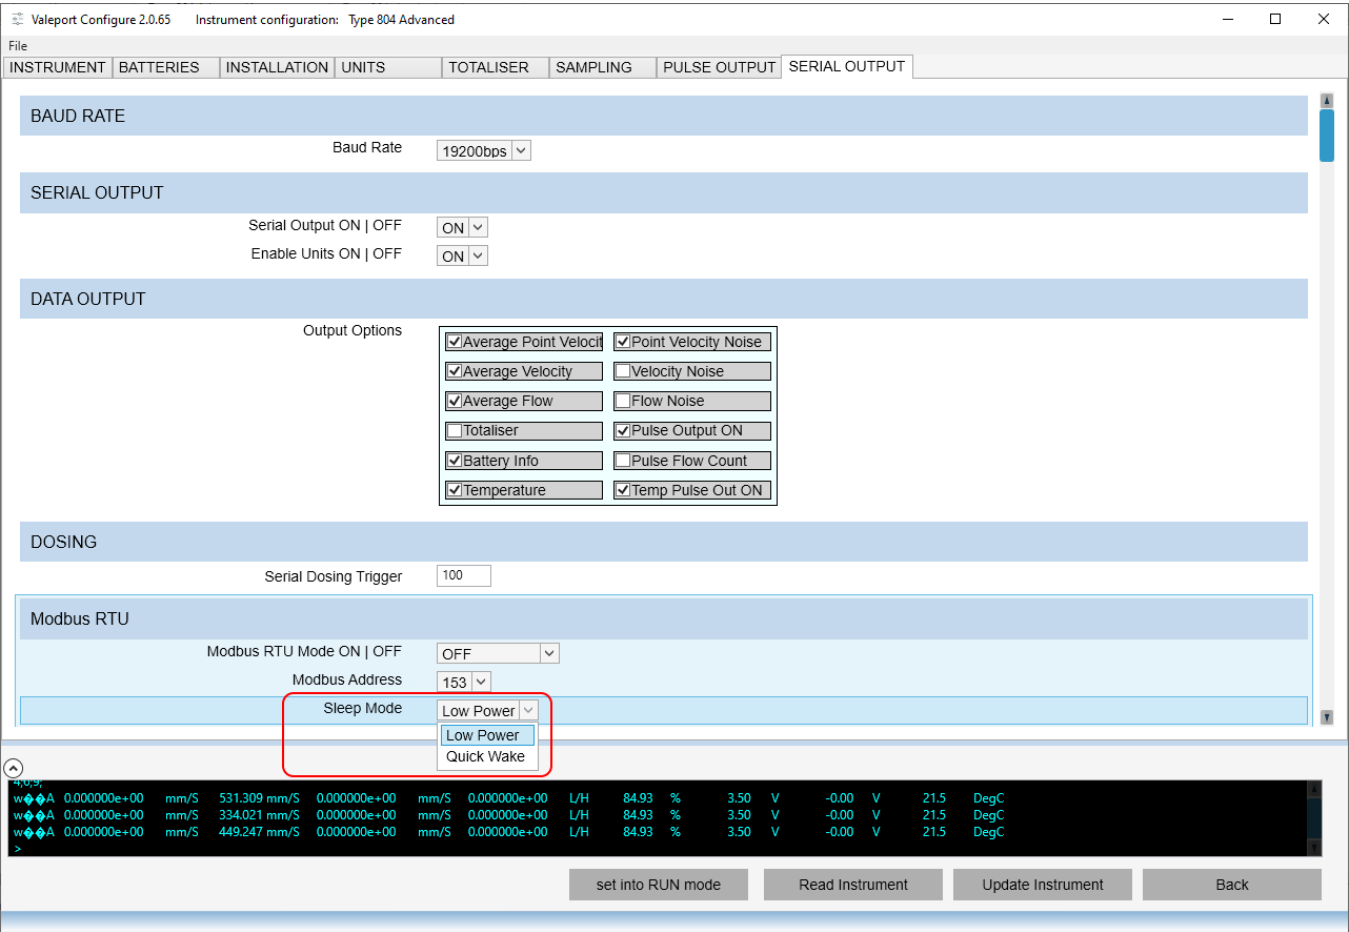 Valeport Configure 2.0.65 Instrument configuration: Type 804 Advanced
File
INSTRUMENT BATTERIES INSTALLATION UNITS TOTALISER SAMPLING PULSE OUTPUT SERIAL OUTPUT
BAUD RATE
Baud Rate 19200bps
SERIAL OUTPUT
Serial Output ON | OFF ON
Enable Units ON | OFF ON
DATA OUTPUT
Output Options
Average Point Velocit Point Velocity Noise
Average Velocity Velocity Noise
Average Flow Flow Noise
Totaliser Pulse Output ON
Battery Info Pulse Flow Count
Temperature Temp Pulse Out ON
DOSING
Serial Dosing Trigger 100
Modbus RTU
Modbus RTU Mode ON | OFF OFF
Modbus Address 153
Sleep Mode Low Power
Low Power
Quick Wake
4;0;9;
w��A 0.000000e+00 mm/S 531.309 mm/S 0.000000e+00 mm/S 0.000000e+00 L/H 84.93 % 3.50 V -0.00 V 21.5 DegC
w��A 0.000000e+00 mm/S 334.021 mm/S 0.000000e+00 mm/S 0.000000e+00 L/H 84.93 % 3.50 V -0.00 V 21.5 DegC
w��A 0.000000e+00 mm/S 449.247 mm/S 0.000000e+00 mm/S 0.000000e+00 L/H 84.93 % 3.50 V -0.00 V 21.5 DegC
>
set into RUN mode Read Instrument Update Instrument Back